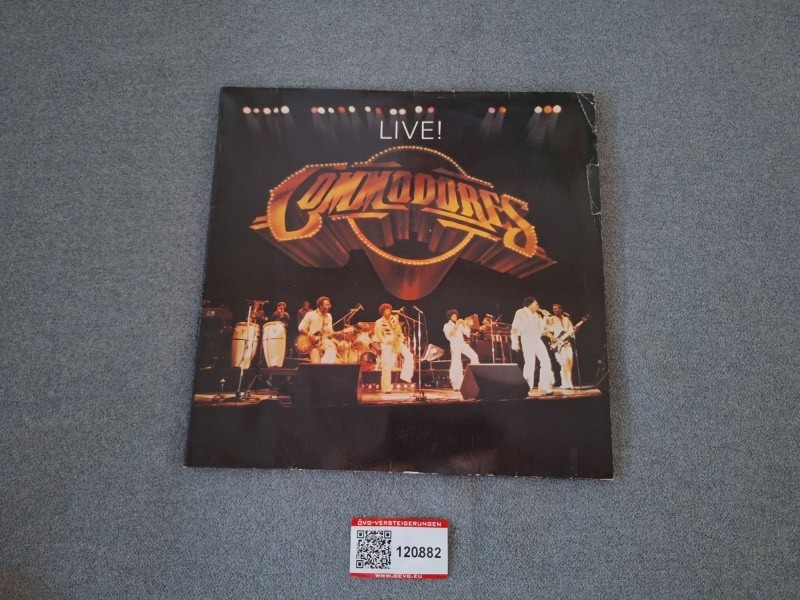 LIVE!
COMMODORES
ÖVG-VERSTEIGERUNGEN
120882
WWW.OEVG.EU